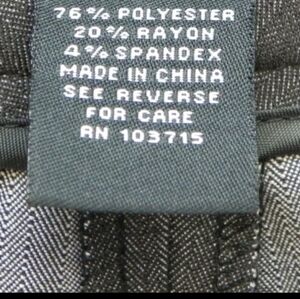 76% POLYESTER
20% RAYON
4% SPANDEX
MADE IN CHINA
SEE REVERSE
FOR CARE
RN 103715